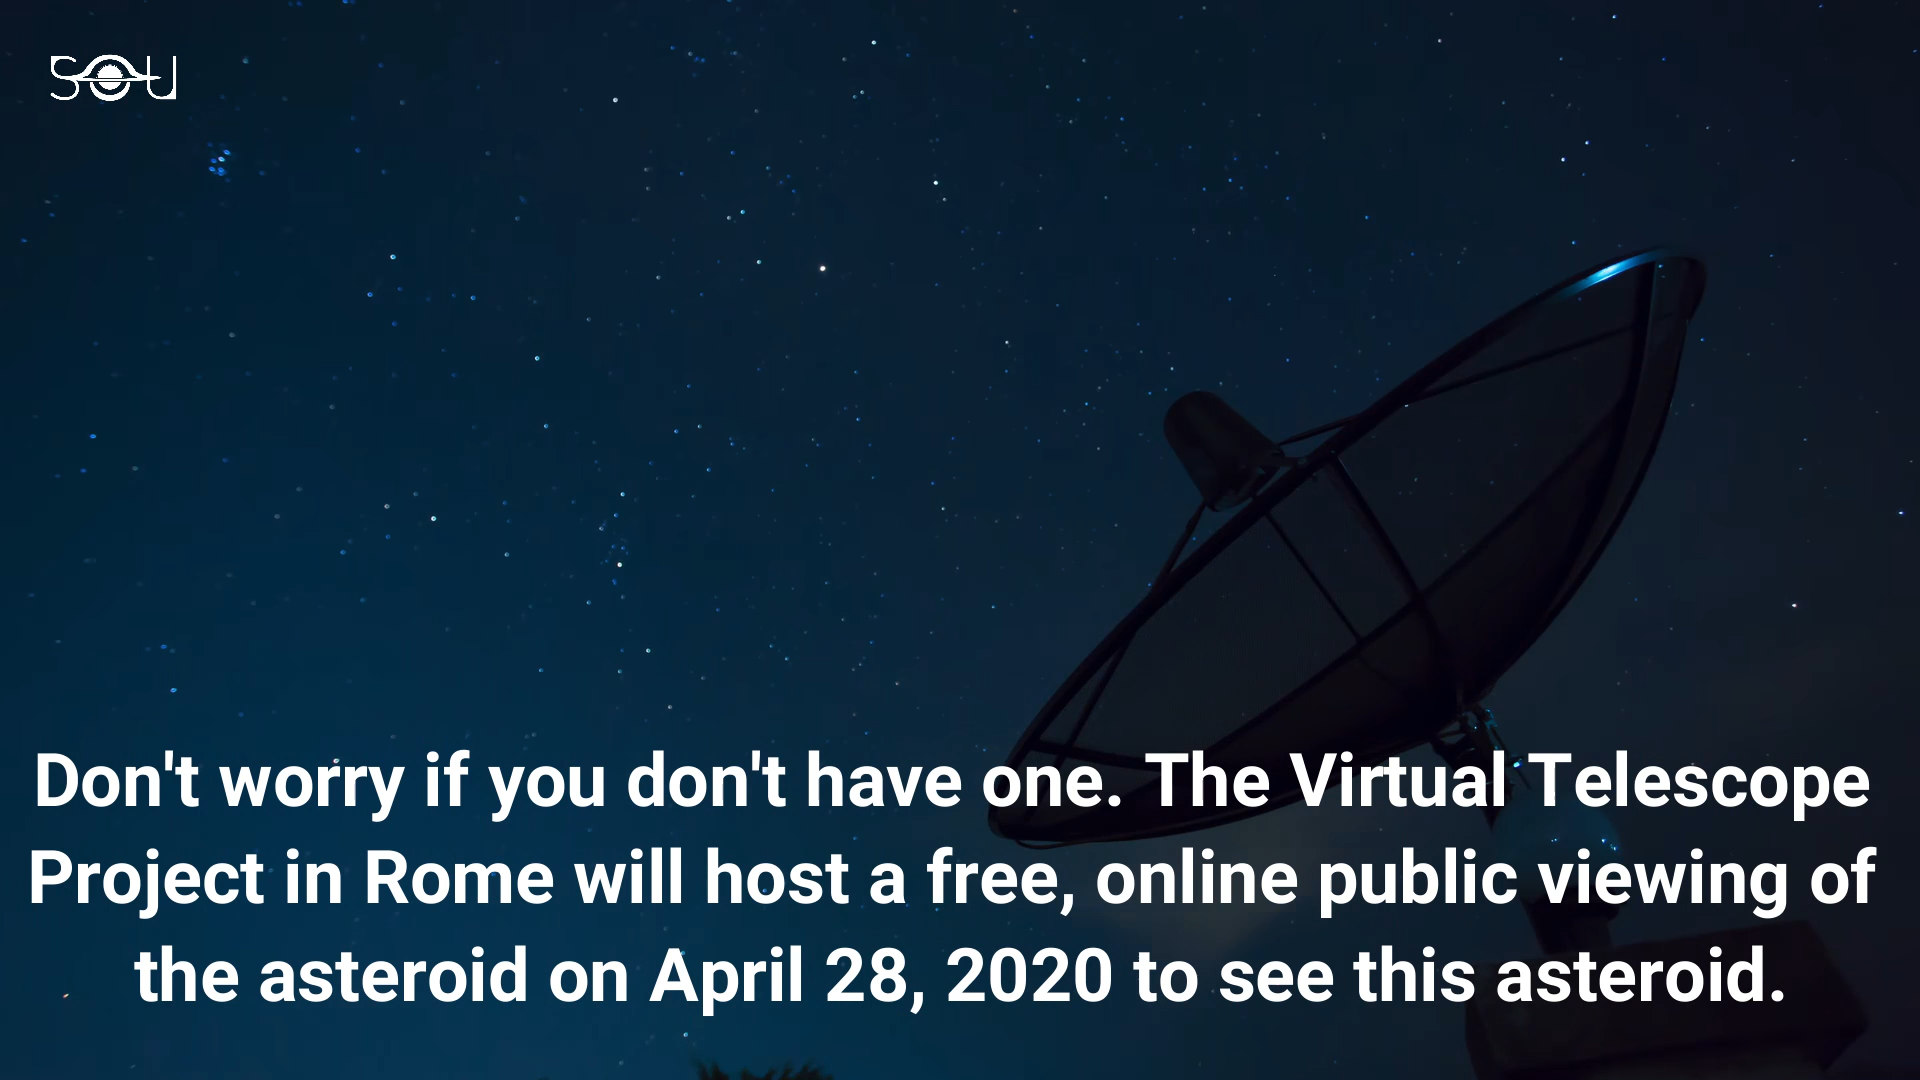 SOU
Don't worry if you don't have one. The Virtual Telescope
Project in Rome will host a free, online public viewing of
the asteroid on April 28, 2020 to see this asteroid.